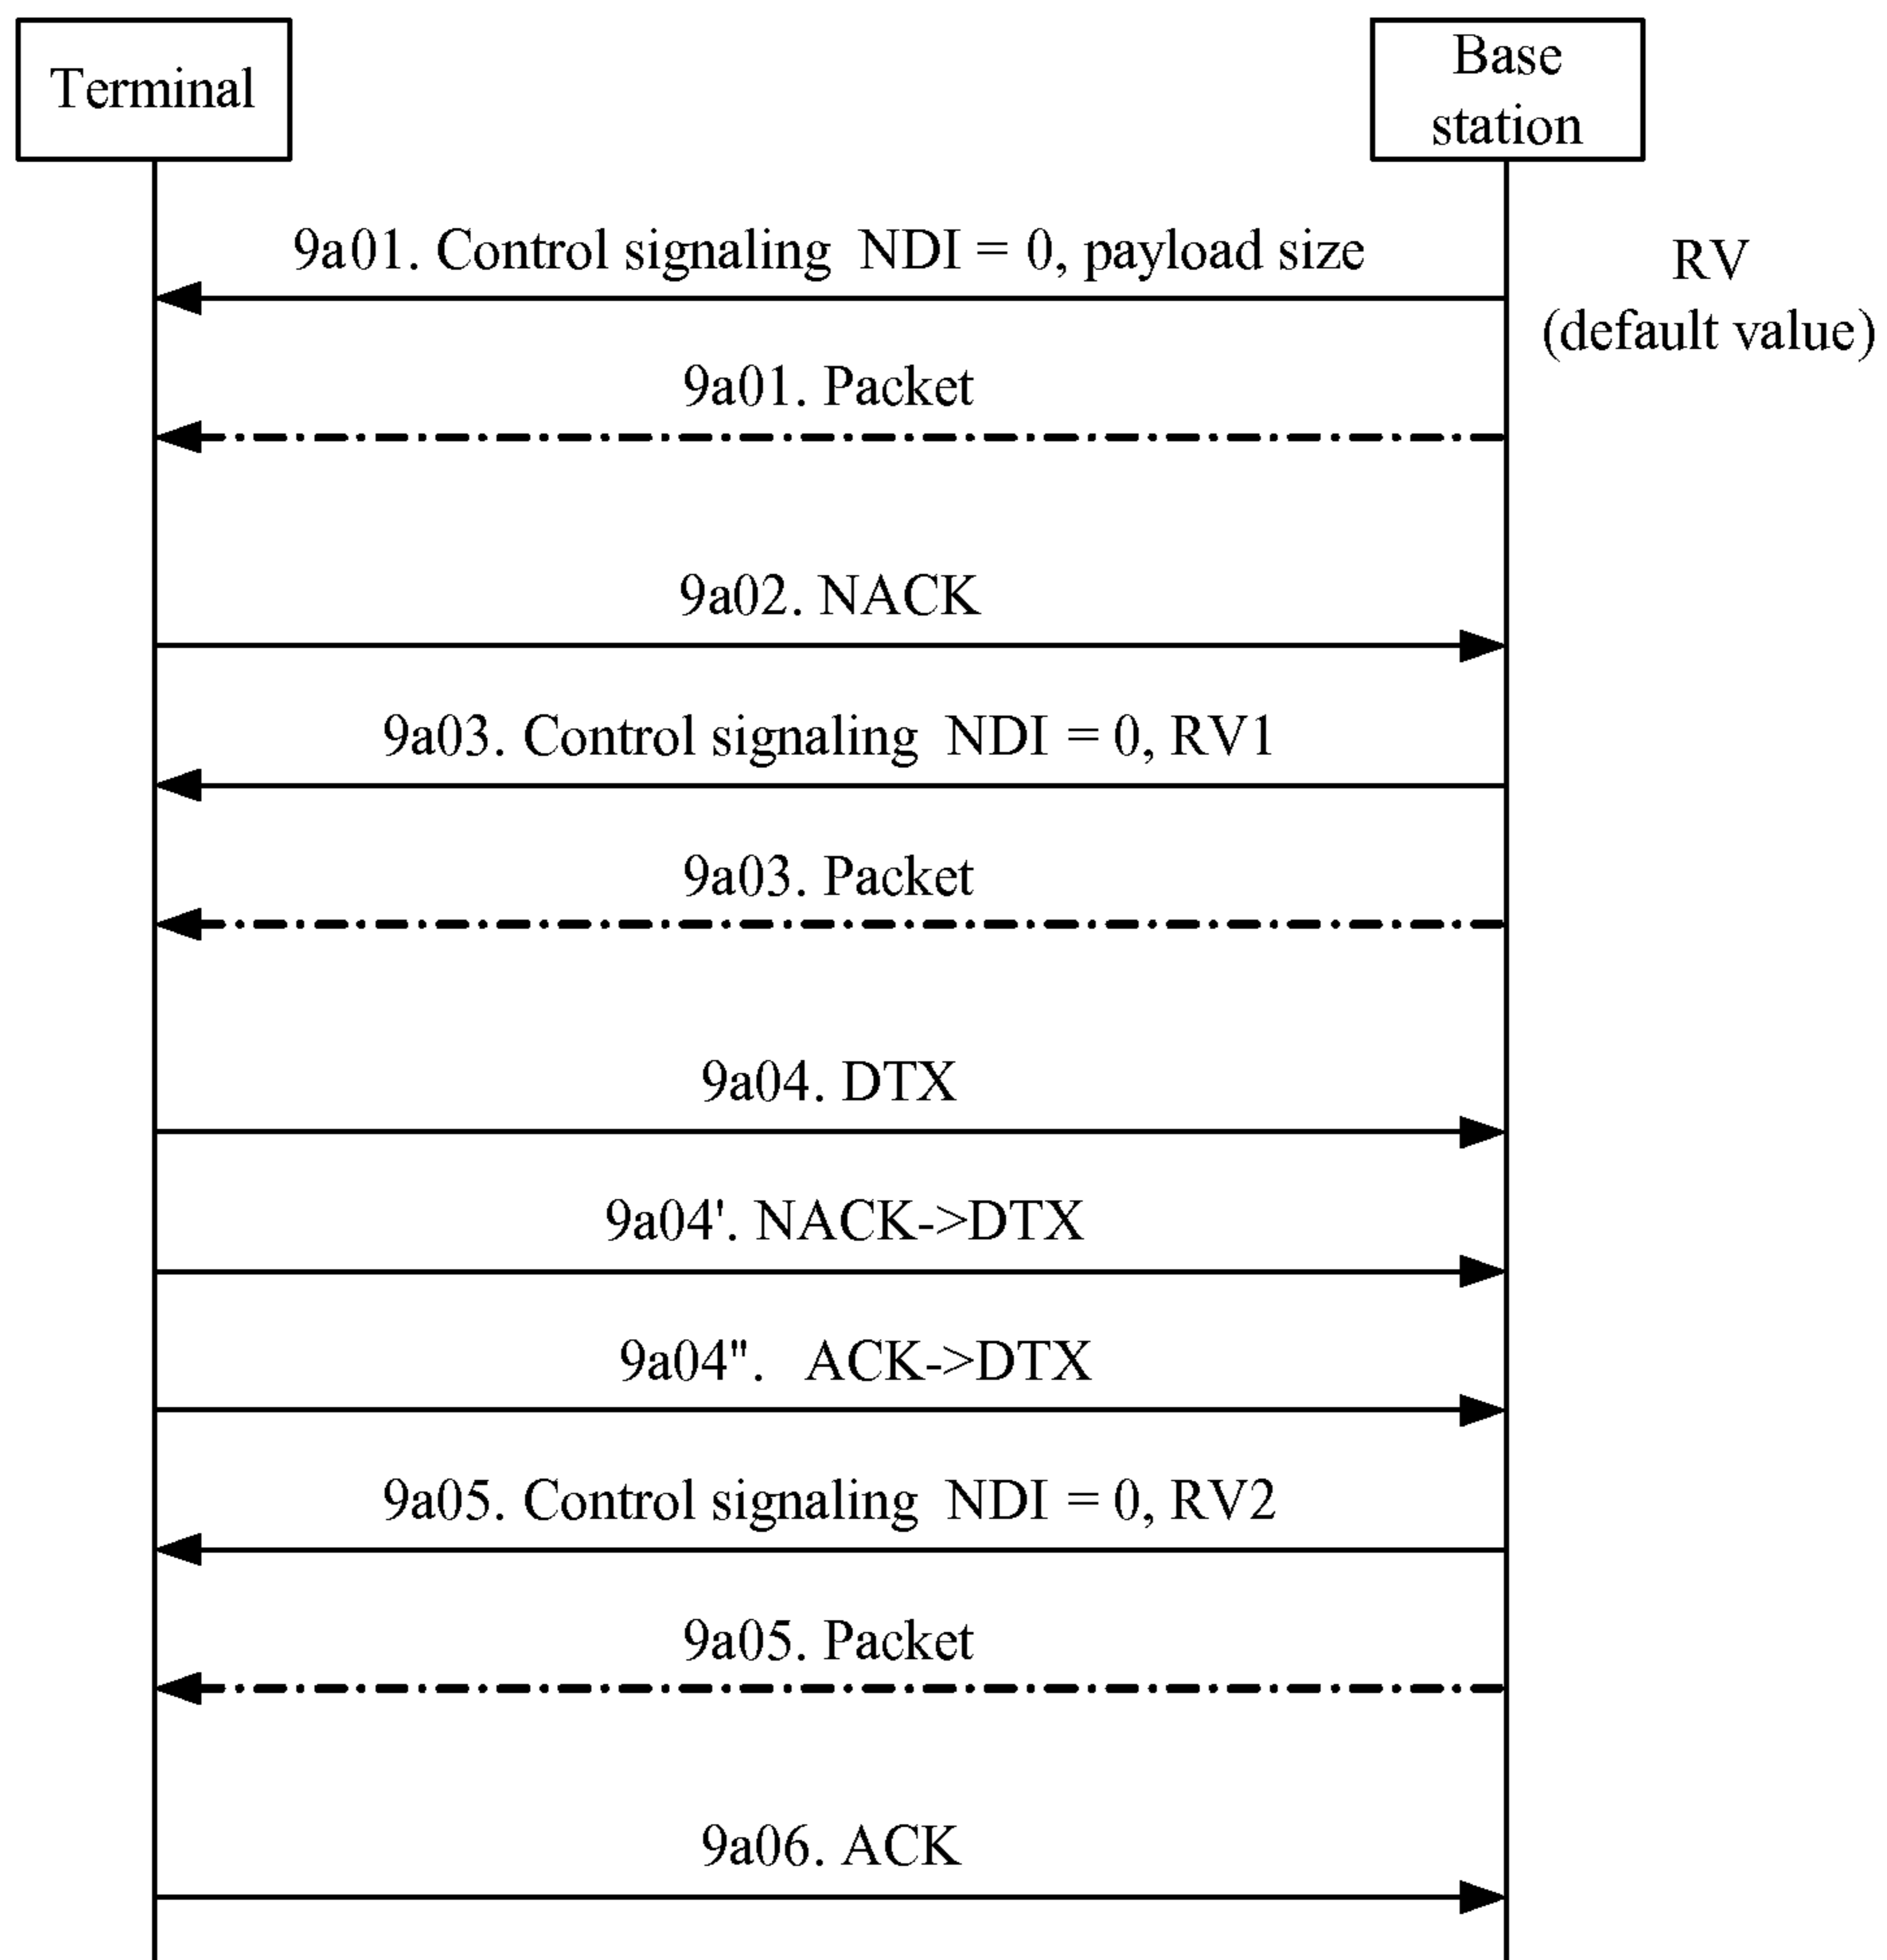 Terminal
Base
station
9a01. Control signaling NDI = 0, payload size
RV
(default value)
9a01. Packet
9a02. NACK
9a03. Control signaling NDI = 0, RV1
9a03. Packet
9a04. DTX
9a04'. NACK->DTX
9a04". ACK->DTX
9a05. Control signaling NDI = 0, RV2
9a05. Packet
9a06. ACK